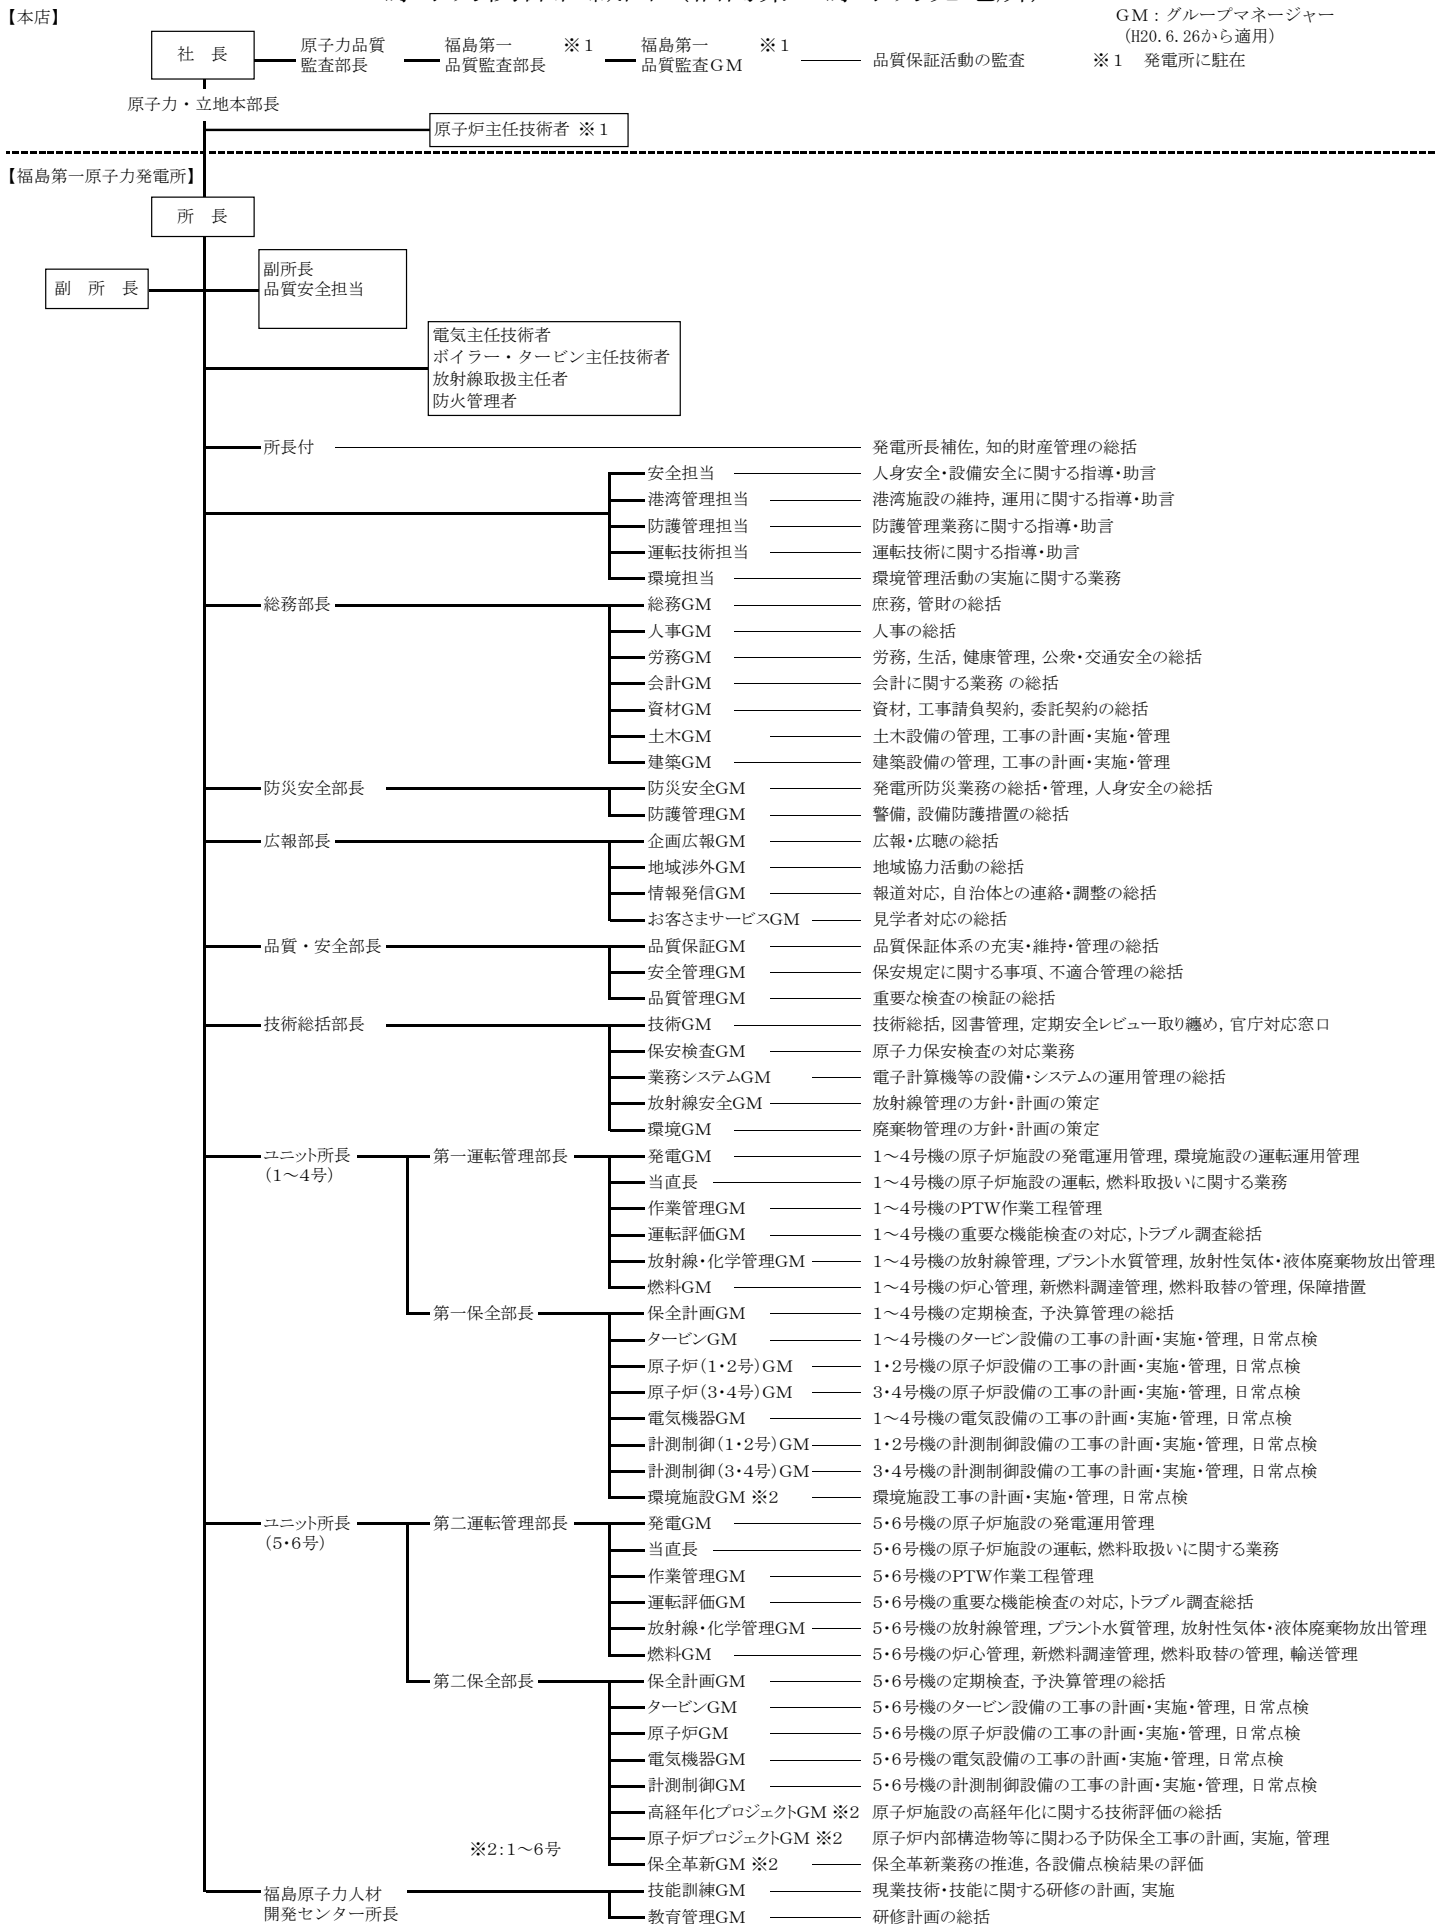 【本店】
GM：グループマネージャー
(H20.6.26から適用)
社　長　原子力品質監査部長　福島第一品質監査部長　※1　福島第一品質監査GM　※1　品質保証活動の監査　※1　発電所に駐在
原子力・立地本部長
原子炉主任技術者 ※1
【福島第一原子力発電所】
所　長
副　所　長
副所長
品質安全担当
電気主任技術者
ボイラー・タービン主任技術者
放射線取扱主任者
防火管理者
所長付　発電所長補佐, 知的財産管理の総括
安全担当　人身安全・設備安全に関する指導・助言
港湾管理担当　港湾施設の維持, 運用に関する指導・助言
防護管理担当　防護管理業務に関する指導・助言
運転技術担当　運転技術に関する指導・助言
環境担当　環境管理活動の実施に関する業務
総務部長　総務GM　庶務, 管財の総括
人事GM　人事の総括
労務GM　労務, 生活, 健康管理, 公衆・交通安全の総括
会計GM　会計に関する業務 の総括
資材GM　資材, 工事請負契約, 委託契約の総括
土木GM　土木設備の管理, 工事の計画・実施・管理
建築GM　建築設備の管理, 工事の計画・実施・管理
防災安全部長　防災安全GM　発電所防災業務の総括・管理, 人身安全の総括
防護管理GM　警備, 設備防護措置の総括
広報部長　企画広報GM　広報・広聴の総括
地域渉外GM　地域協力活動の総括
情報発信GM　報道対応, 自治体との連絡・調整の総括
お客さまサービスGM　見学者対応の総括
品質・安全部長　品質保証GM　品質保証体系の充実・維持・管理の総括
安全管理GM　保安規定に関する事項、不適合管理の総括
品質管理GM　重要な検査の検証の総括
技術総括部長　技術GM　技術総括, 図書管理, 定期安全レビュー取り纏め, 官庁対応窓口
保安検査GM　原子力保安検査の対応業務
業務システムGM　電子計算機等の設備・システムの運用管理の総括
放射線安全GM　放射線管理の方針・計画の策定
環境GM　廃棄物管理の方針・計画の策定
ユニット所長　第一運転管理部長　発電GM　1～4号機の原子炉施設の発電運用管理, 環境施設の運転運用管理
(1～4号)　当直長　1～4号機の原子炉施設の運転, 燃料取扱いに関する業務
作業管理GM　1～4号機のPTW作業工程管理
運転評価GM　1～4号機の重要な機能検査の対応, トラブル調査総括
放射線・化学管理GM　1～4号機の放射線管理, プラント水質管理, 放射性気体・液体廃棄物放出管理
燃料GM　1～4号機の炉心管理, 新燃料調達管理, 燃料取替の管理, 保障措置
第一保全部長　保全計画GM　1～4号機の定期検査, 予決算管理の総括
タービンGM　1～4号機のタービン設備の工事の計画・実施・管理, 日常点検
原子炉(1・2号)GM　1・2号機の原子炉設備の工事の計画・実施・管理, 日常点検
原子炉(3・4号)GM　3・4号機の原子炉設備の工事の計画・実施・管理, 日常点検
電気機器GM　1～4号機の電気設備の工事の計画・実施・管理, 日常点検
計測制御(1・2号)GM　1・2号機の計測制御設備の工事の計画・実施・管理, 日常点検
計測制御(3・4号)GM　3・4号機の計測制御設備の工事の計画・実施・管理, 日常点検
環境施設GM ※2　環境施設工事の計画・実施・管理, 日常点検
ユニット所長　第二運転管理部長　発電GM　5・6号機の原子炉施設の発電運用管理
(5・6号)　当直長　5・6号機の原子炉施設の運転, 燃料取扱いに関する業務
作業管理GM　5・6号機のPTW作業工程管理
運転評価GM　5・6号機の重要な機能検査の対応, トラブル調査総括
放射線・化学管理GM　5・6号機の放射線管理, プラント水質管理, 放射性気体・液体廃棄物放出管理
燃料GM　5・6号機の炉心管理, 新燃料調達管理, 燃料取替の管理, 輸送管理
第二保全部長　保全計画GM　5・6号機の定期検査, 予決算管理の総括
タービンGM　5・6号機のタービン設備の工事の計画・実施・管理, 日常点検
原子炉GM　5・6号機の原子炉設備の工事の計画・実施・管理, 日常点検
電気機器GM　5・6号機の電気設備の工事の計画・実施・管理, 日常点検
計測制御GM　5・6号機の計測制御設備の工事の計画・実施・管理, 日常点検
高経年化プロジェクトGM ※2　原子炉施設の高経年化に関する技術評価の総括
原子炉プロジェクトGM ※2　原子炉内部構造物等に関わる予防保全工事の計画, 実施, 管理
※2：1～6号
保全革新GM ※2　保全革新業務の推進, 各設備点検結果の評価
福島原子力人材開発センター所長　技能訓練GM　現業技術・技能に関する研修の計画, 実施
教育管理GM　研修計画の総括